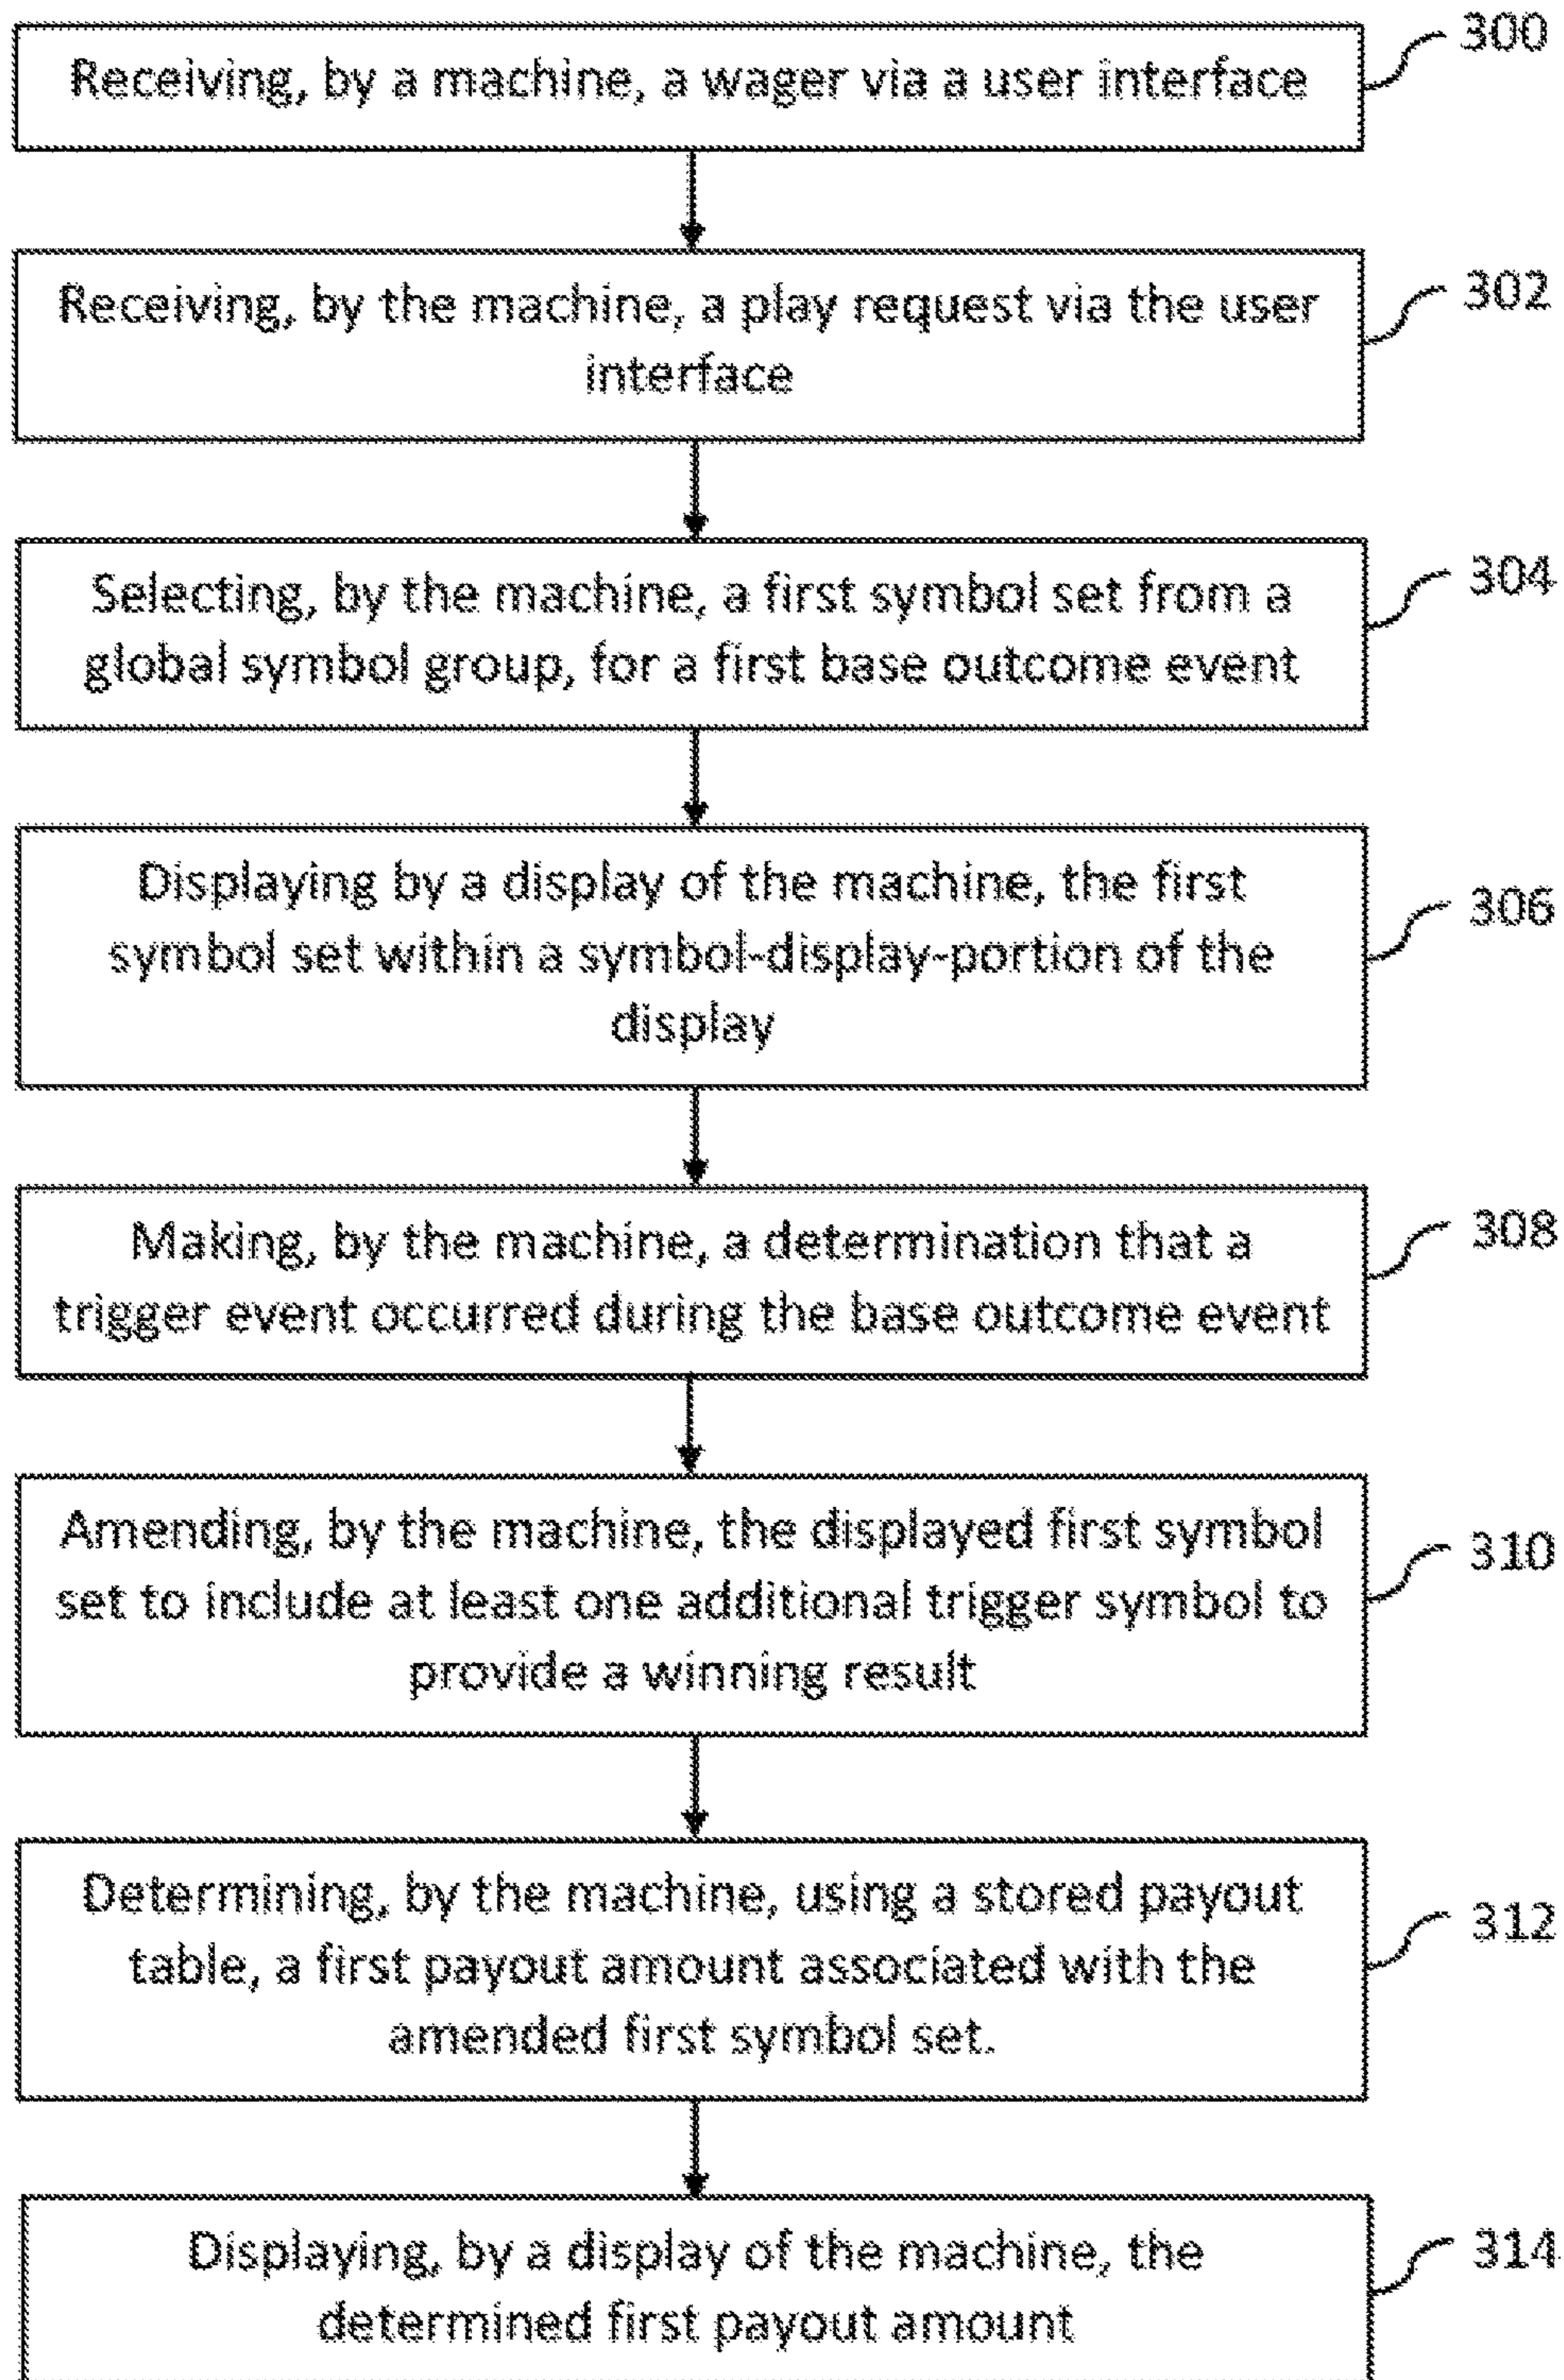 300
Receiving, by a machine, a wager via a user interface
302
Receiving, by the machine, a play request via the user
interface
304
Selecting, by the machine, a first symbol set from a
global symbol group, for a first base outcome event
306
Displaying by a display of the machine, the first
symbol set within a symbol-display-portion of the
display
308
Making, by the machine, a determination that a
trigger event occurred during the base outcome event
310
Amending, by the machine, the displayed first symbol
set to include at least one additional trigger symbol to
provide a winning result
312
Determining, by the machine, using a stored payout
table, a first payout amount associated with the
amended first symbol set.
314
Displaying, by a display of the machine, the
determined first payout amount